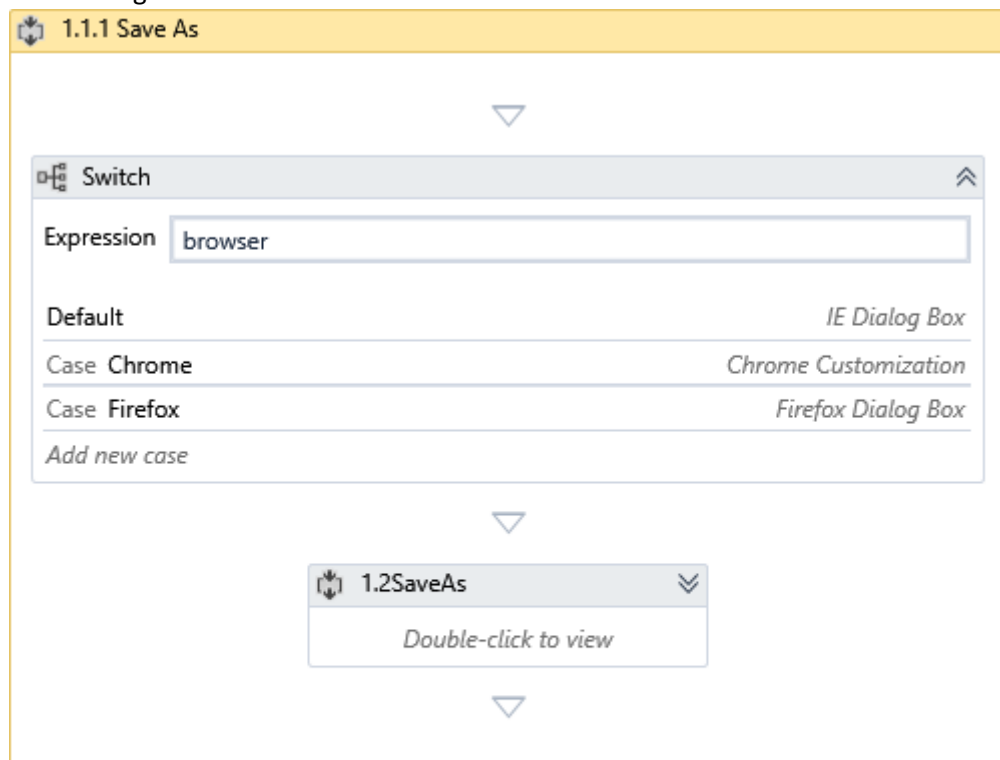 1.1.1 Save As
Switch
Expression browser
Default IE Dialog Box
Case Chrome Chrome Customization
Case Firefox Firefox Dialog Box
Add new case
1.2SaveAs
Double-click to view